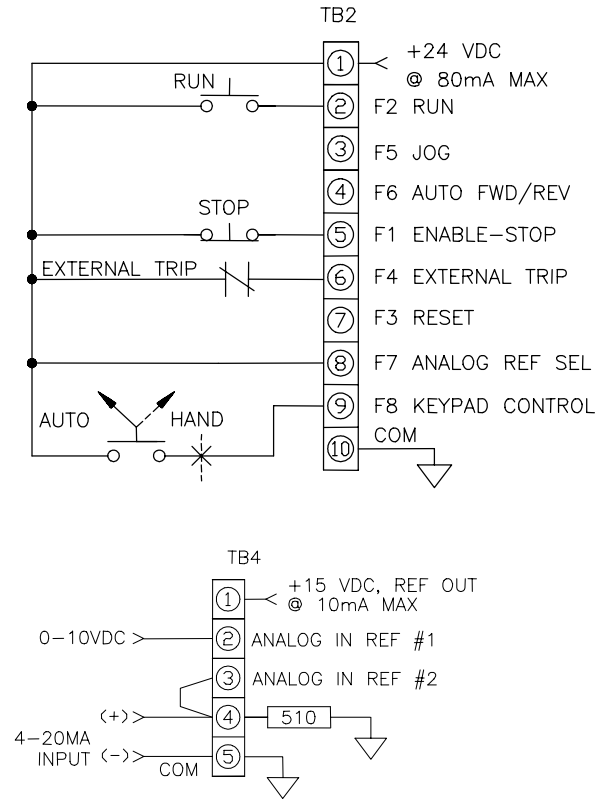 TB2
1 +24 VDC
@ 80mA MAX
RUN
2 F2 RUN
3 F5 JOG
4 F6 AUTO FWD/REV
STOP
5 F1 ENABLE-STOP
EXTERNAL TRIP
6 F4 EXTERNAL TRIP
7 F3 RESET
8 F7 ANALOG REF SEL
AUTO HAND
9 F8 KEYPAD CONTROL
10 COM
TB4
1 +15 VDC, REF OUT
@ 10mA MAX
0-10VDC 2 ANALOG IN REF #1
3 ANALOG IN REF #2
(+) 4 510
4-20MA
INPUT (-) 5
COM